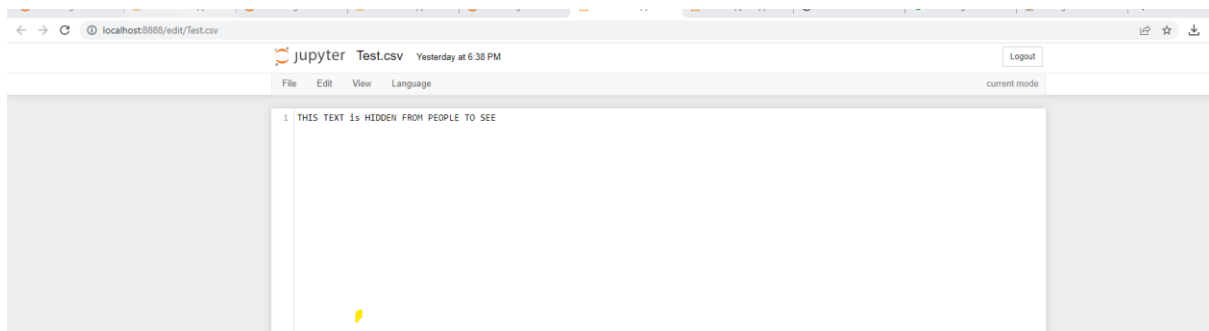 localhost:8888/edit/Test.csv
jupyter Test.csv Yesterday at 6:38 PM Logout
File Edit View Language current mode
1 THIS TEXT is HIDDEN FROM PEOPLE TO SEE